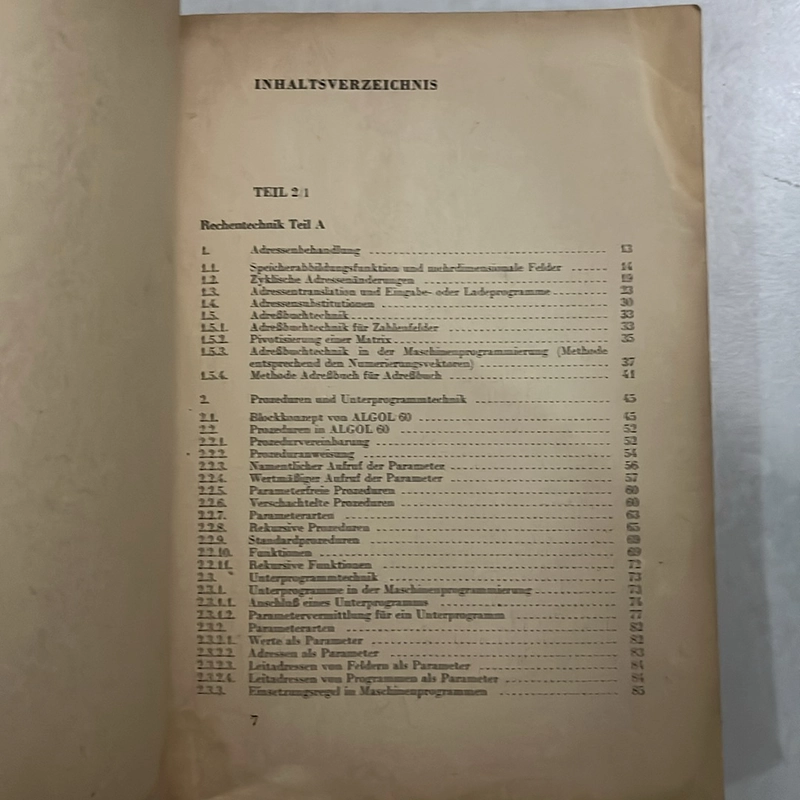 INHALTSVERZEICHNIS
TEIL 2/1
Rechentechnik Teil A
1. Adressenbehandlung 13
1.1. Speicherabbildungsfunktion und mehrdimensionale Felder 14
1.2. Zyklische Adressenänderungen 19
1.3. Adressentranslation und Eingabe- oder Ladeprogramme 23
1.4. Adressensubstitutionen 30
1.5. Adreßbuchtechnik 33
1.5.1. Adreßbuchtechnik für Zahlenfelder 33
1.5.2. Pivotisierung einer Matrix 35
1.5.3. Adreßbuchtechnik in der Maschinenprogrammierung (Methode
entsprechend den Numerierungsvektoren) 37
1.5.4. Methode Adreßbuch für Adreßbuch 41
2. Prozeduren und Unterprogrammtechnik 45
2.1. Blockkonzept von ALGOL 60 45
2.2. Prozeduren in ALGOL 60 52
2.2.1. Prozedurvereinbarung 52
2.2.2. Prozeduranweisung 54
2.2.3. Namentlicher Aufruf der Parameter 56
2.2.4. Wertmäßiger Aufruf der Parameter 57
2.2.5. Parameterfreie Prozeduren 60
2.2.6. Verschachtelte Prozeduren 60
2.2.7. Parameterarten 63
2.2.8. Rekursive Prozeduren 65
2.2.9. Standardprozeduren 69
2.2.10. Funktionen 69
2.2.11. Rekursive Funktionen 72
2.3. Unterprogrammtechnik 73
2.3.1. Unterprogramme in der Maschinenprogrammierung 73
2.3.1.1. Anschluß eines Unterprogramms 74
2.3.1.2. Parametervermittlung für ein Unterprogramm 77
2.3.2. Parameterarten 82
2.3.2.1. Werte als Parameter 82
2.3.2.2. Adressen als Parameter 83
2.3.2.3. Leitadressen von Feldern als Parameter 84
2.3.2.4. Leitadressen von Programmen als Parameter 84
2.3.3. Einsetzungsregel in Maschinenprogrammen 85
7